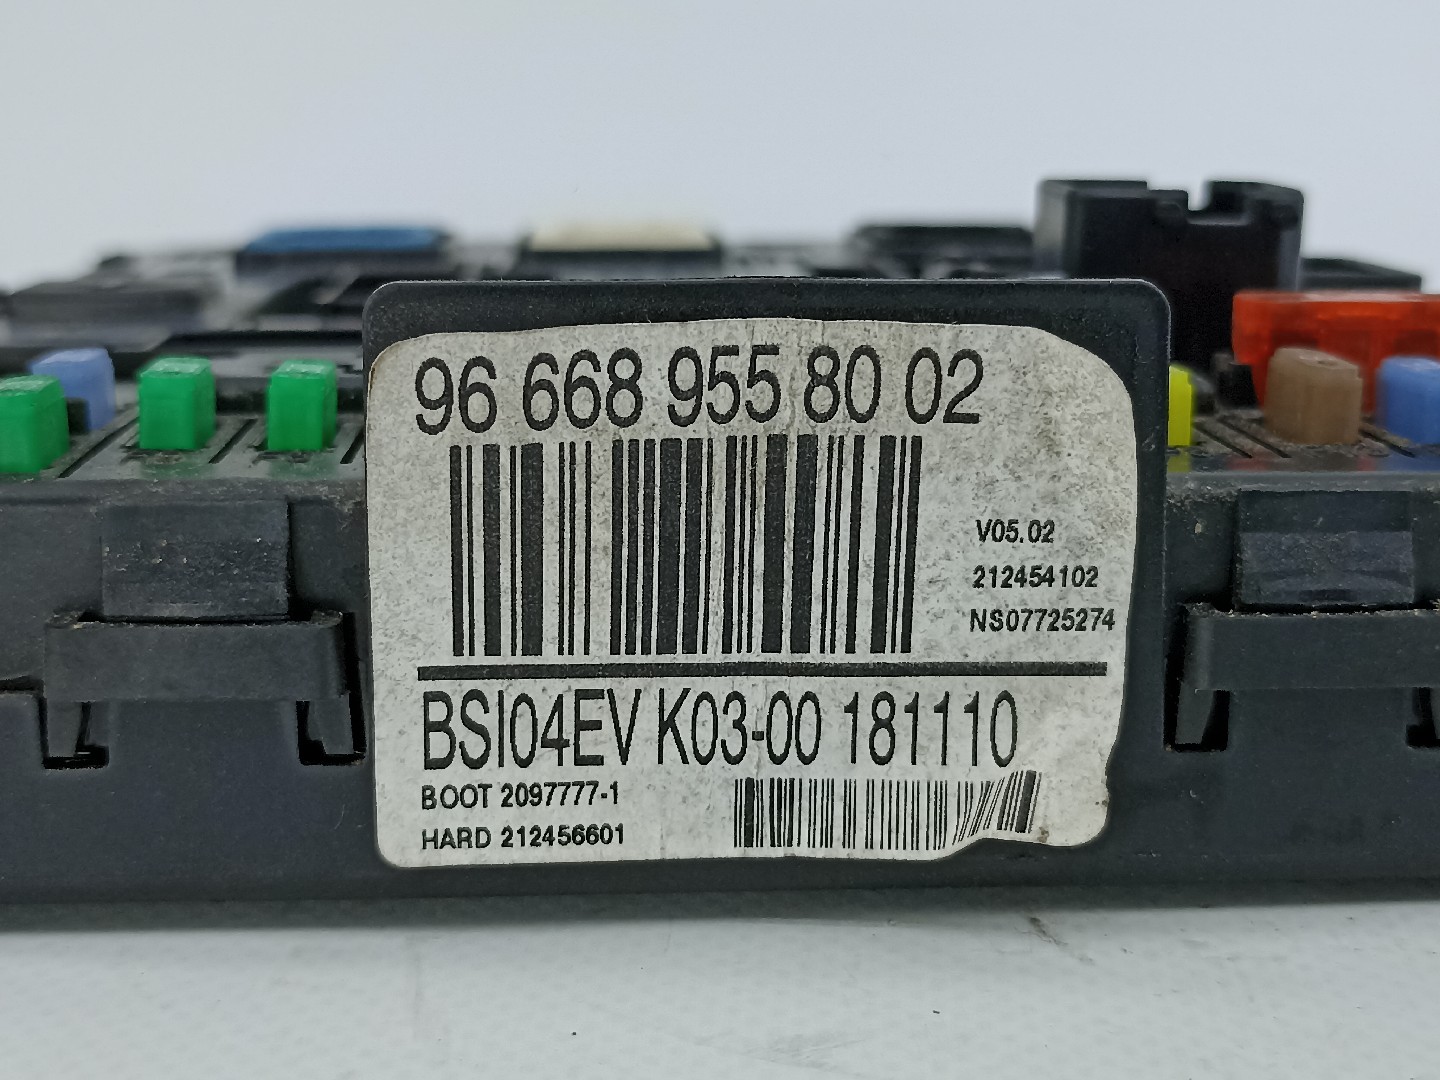 96 668 955 80 02
V05.02
212454102
NS07725274
BSI04EV K03-00 181110
BOOT 2097777-1
HARD 212456601